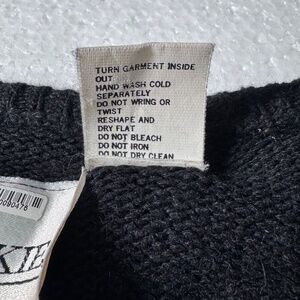 TURN GARMENT INSIDE
OUT
HAND WASH COLD
SEPARATELY
DO NOT WRING OR
TWIST
RESHAPE AND
DRY FLAT
DO NOT BLEACH
DO NOT IRON
DO NOT DRY CLEAN
KIE